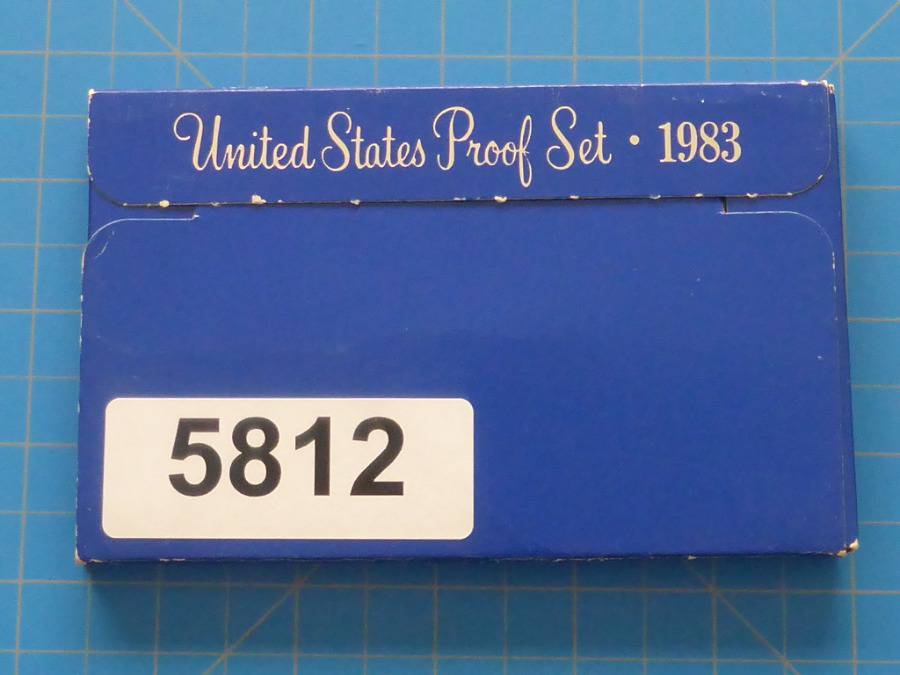 United States Proof Set • 1983
5812